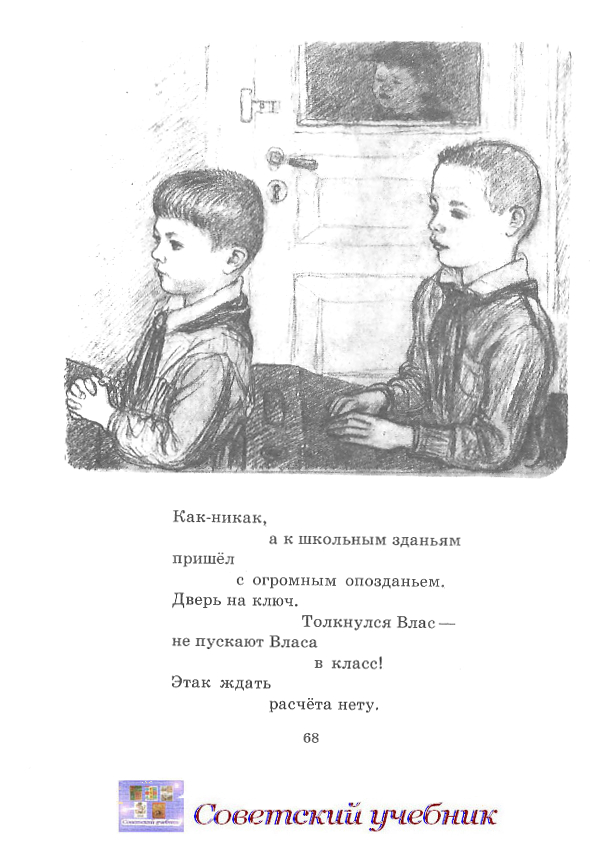 Как-никак,
а к школьным зданьям
пришёл
с огромным опозданьем.
Дверь на ключ.
Толкнулся Влас —
не пускают Власа
в класс!
Этак ждать
расчёта нету.
68
Советский учебник